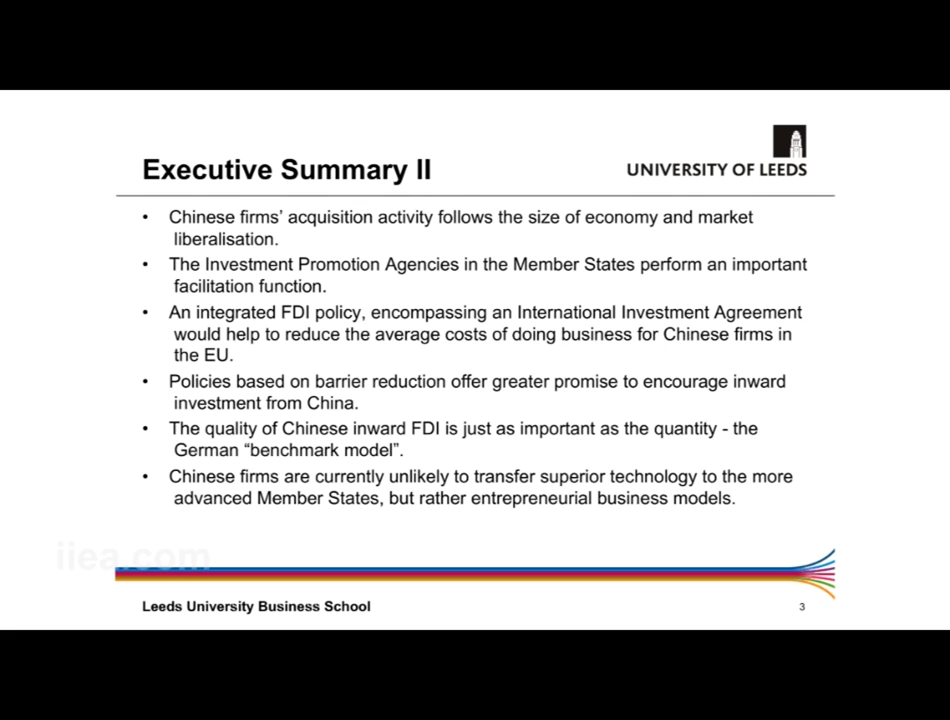 Executive Summary II
UNIVERSITY OF LEEDS
• Chinese firms' acquisition activity follows the size of economy and market
liberalisation.
• The Investment Promotion Agencies in the Member States perform an important
facilitation function.
• An integrated FDI policy, encompassing an International Investment Agreement
would help to reduce the average costs of doing business for Chinese firms in
the EU.
• Policies based on barrier reduction offer greater promise to encourage inward
investment from China.
• The quality of Chinese inward FDI is just as important as the quantity - the
German “benchmark model”.
• Chinese firms are currently unlikely to transfer superior technology to the more
advanced Member States, but rather entrepreneurial business models.
iiea.com
Leeds University Business School
3